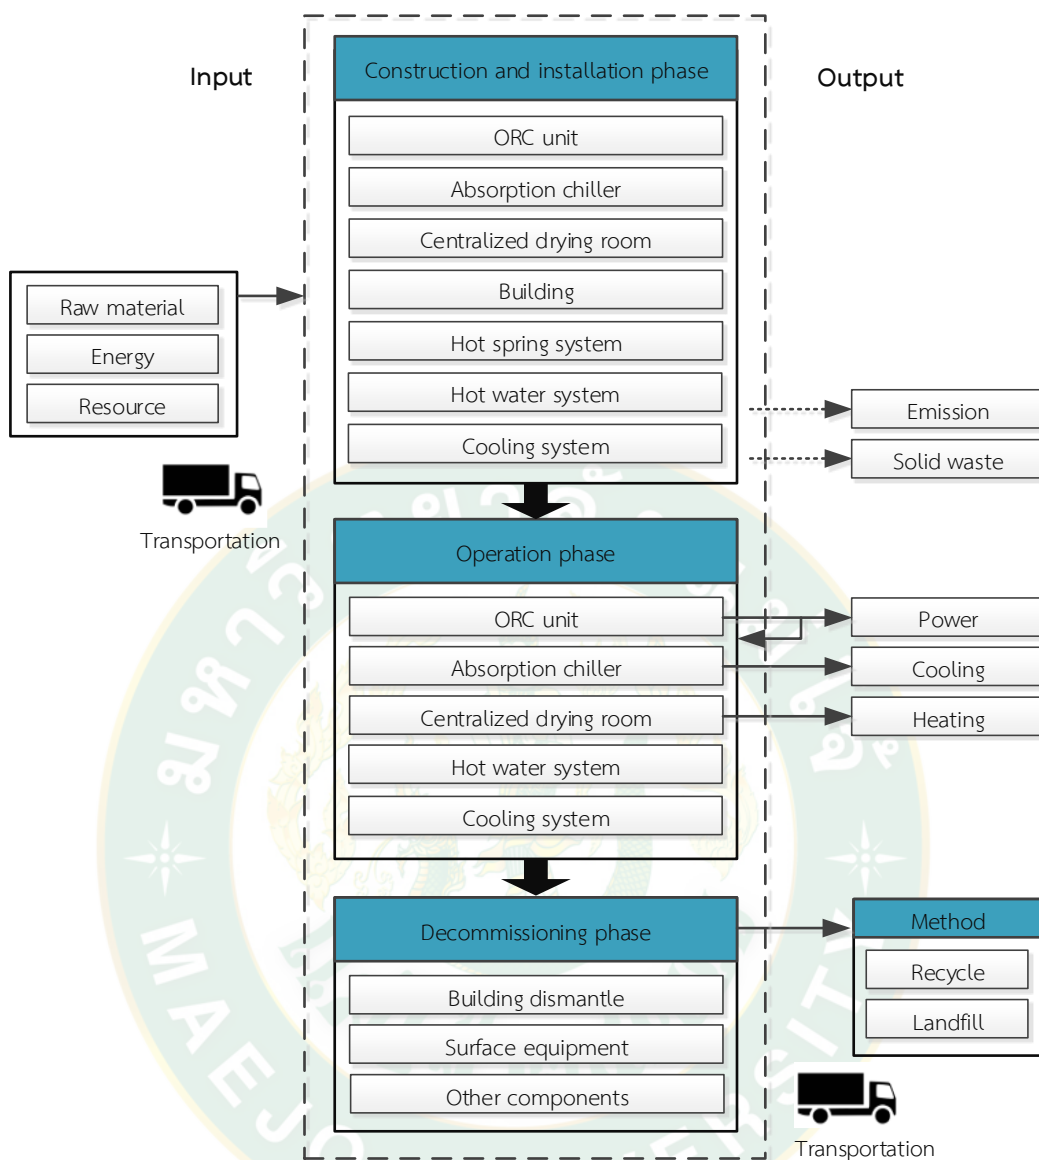 Input
Construction and installation phase
Output
ORC unit
Absorption chiller
Centralized drying room
Building
Hot spring system
Hot water system
Cooling system
Raw material
Energy
Resource
Transportation
Emission
Solid waste
Operation phase
ORC unit
Absorption chiller
Centralized drying room
Hot water system
Cooling system
Power
Cooling
Heating
Decommissioning phase
Building dismantle
Surface equipment
Other components
Method
Recycle
Landfill
Transportation